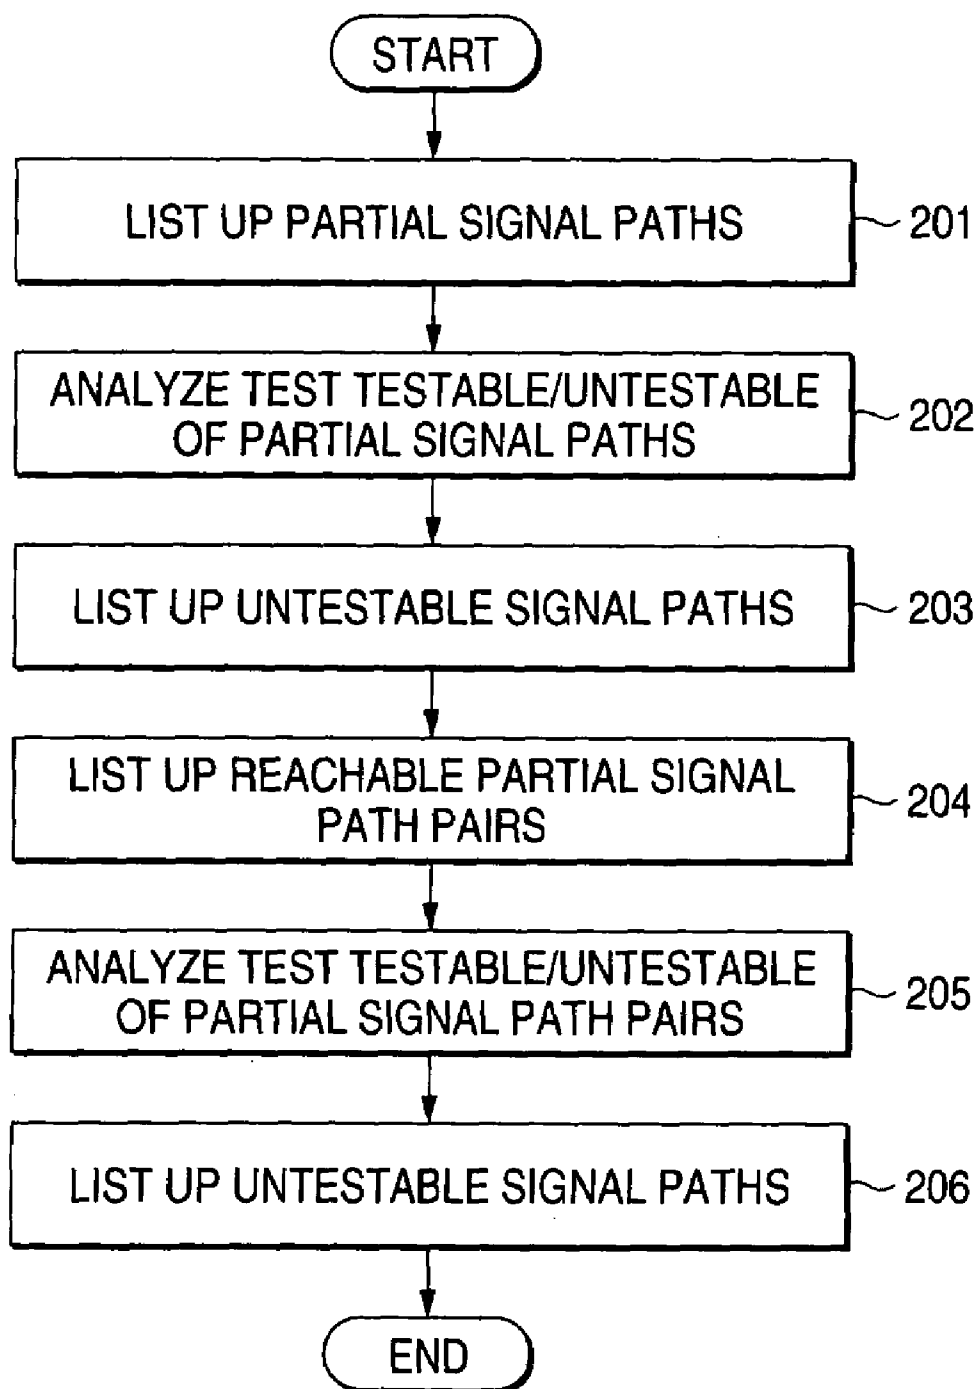 START
LIST UP PARTIAL SIGNAL PATHS
201
ANALYZE TEST TESTABLE/UNTESTABLE
OF PARTIAL SIGNAL PATHS
202
LIST UP UNTESTABLE SIGNAL PATHS
203
LIST UP REACHABLE PARTIAL SIGNAL
PATH PAIRS
204
ANALYZE TEST TESTABLE/UNTESTABLE
OF PARTIAL SIGNAL PATH PAIRS
205
LIST UP UNTESTABLE SIGNAL PATHS
206
END